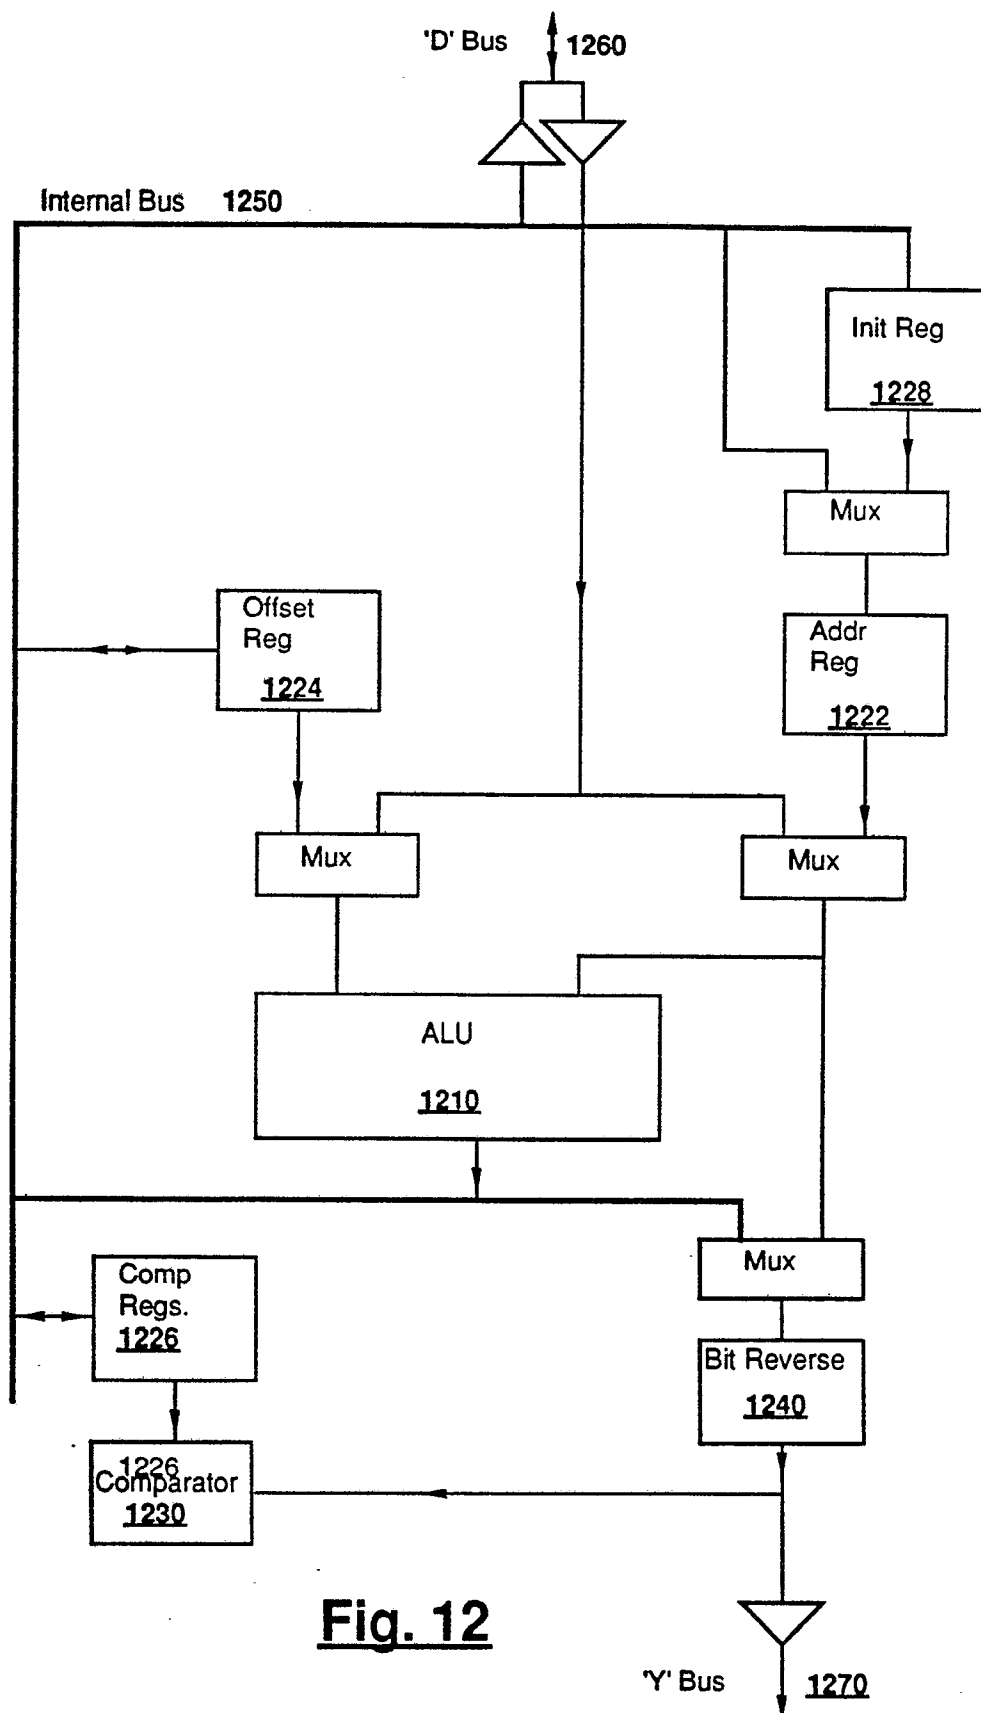 'D' Bus 1260
Internal Bus 1250
Init Reg
1228
Mux
Offset
Reg
1224
Addr
Reg
1222
Mux
Mux
ALU
1210
Comp
Regs.
1226
Mux
Bit Reverse
1240
1226
Comparator
1230
Fig. 12
'Y' Bus 1270